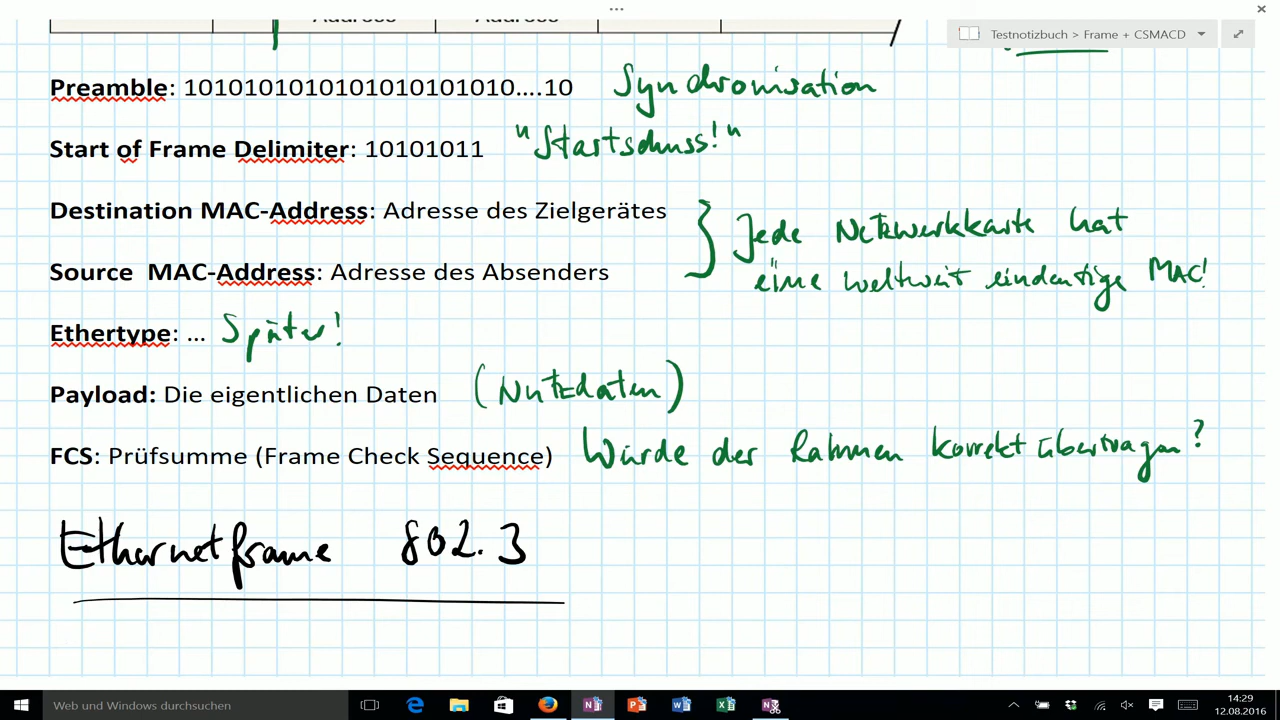 Address Address
Testnotizbuch > Frame + CSMACD
Preamble: 1010101010101010101010....10 Synchronisation
Start of Frame Delimiter: 10101011 "Startschuss!"
Destination MAC-Address: Adresse des Zielgerätes
Jede Netzwerkkarte hat
Source MAC-Address: Adresse des Absenders
eine weltweit eindeutige MAC!
Ethertype: ... Später!
Payload: Die eigentlichen Daten (Nutzdaten)
FCS: Prüfsumme (Frame Check Sequence) Würde der Rahmen korrekt übertragen?
Ethernetframe 802.3
Web und Windows durchsuchen
14:29
12.08.2016